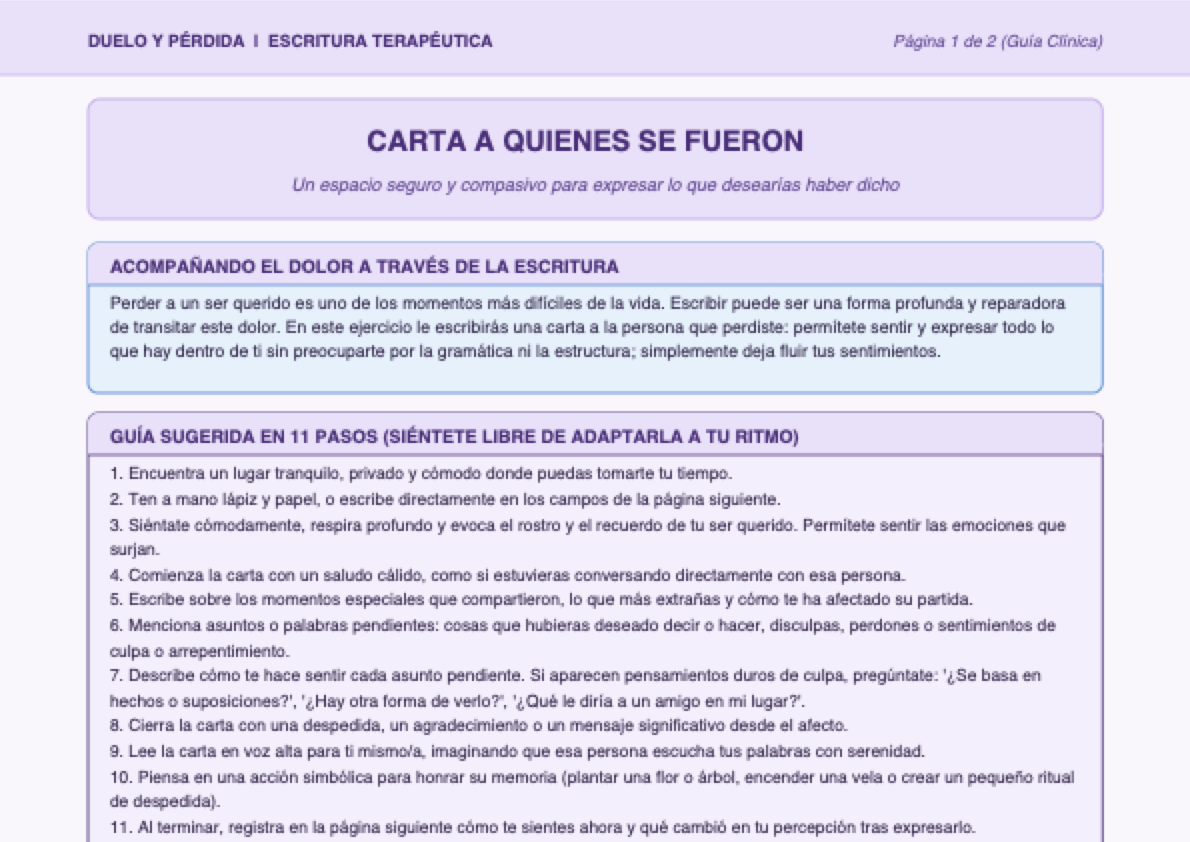 DUELO Y PÉRDIDA | ESCRITURA TERAPÉUTICA
Página 1 de 2 (Guía Clínica)
CARTA A QUIENES SE FUERON
Un espacio seguro y compasivo para expresar lo que desearías haber dicho
ACOMPAÑANDO EL DOLOR A TRAVÉS DE LA ESCRITURA
Perder a un ser querido es uno de los momentos más difíciles de la vida. Escribir puede ser una forma profunda y reparadora
de transitar este dolor. En este ejercicio le escribirás una carta a la persona que perdiste: permítete sentir y expresar todo lo
que hay dentro de ti sin preocuparte por la gramática ni la estructura; simplemente deja fluir tus sentimientos.
GUÍA SUGERIDA EN 11 PASOS (SIÉNTETE LIBRE DE ADAPTARLA A TU RITMO)
1. Encuentra un lugar tranquilo, privado y cómodo donde puedas tomarte tu tiempo.
2. Ten a mano lápiz y papel, o escribe directamente en los campos de la página siguiente.
3. Siéntate cómodamente, respira profundo y evoca el rostro y el recuerdo de tu ser querido. Permítete sentir las emociones que
surjan.
4. Comienza la carta con un saludo cálido, como si estuvieras conversando directamente con esa persona.
5. Escribe sobre los momentos especiales que compartieron, lo que más extrañas y cómo te ha afectado su partida.
6. Menciona asuntos o palabras pendientes: cosas que hubieras deseado decir o hacer, disculpas, perdones o sentimientos de
culpa o arrepentimiento.
7. Describe cómo te hace sentir cada asunto pendiente. Si aparecen pensamientos duros de culpa, pregúntate: '¿Se basa en
hechos o suposiciones?', '¿Hay otra forma de verlo?', '¿Qué le diría a un amigo en mi lugar?'.
8. Cierra la carta con una despedida, un agradecimiento o un mensaje significativo desde el afecto.
9. Lee la carta en voz alta para ti mismo/a, imaginando que esa persona escucha tus palabras con serenidad.
10. Piensa en una acción simbólica para honrar su memoria (plantar una flor o árbol, encender una vela o crear un pequeño ritual
de despedida).
11. Al terminar, registra en la página siguiente cómo te sientes ahora y qué cambió en tu percepción tras expresarlo.